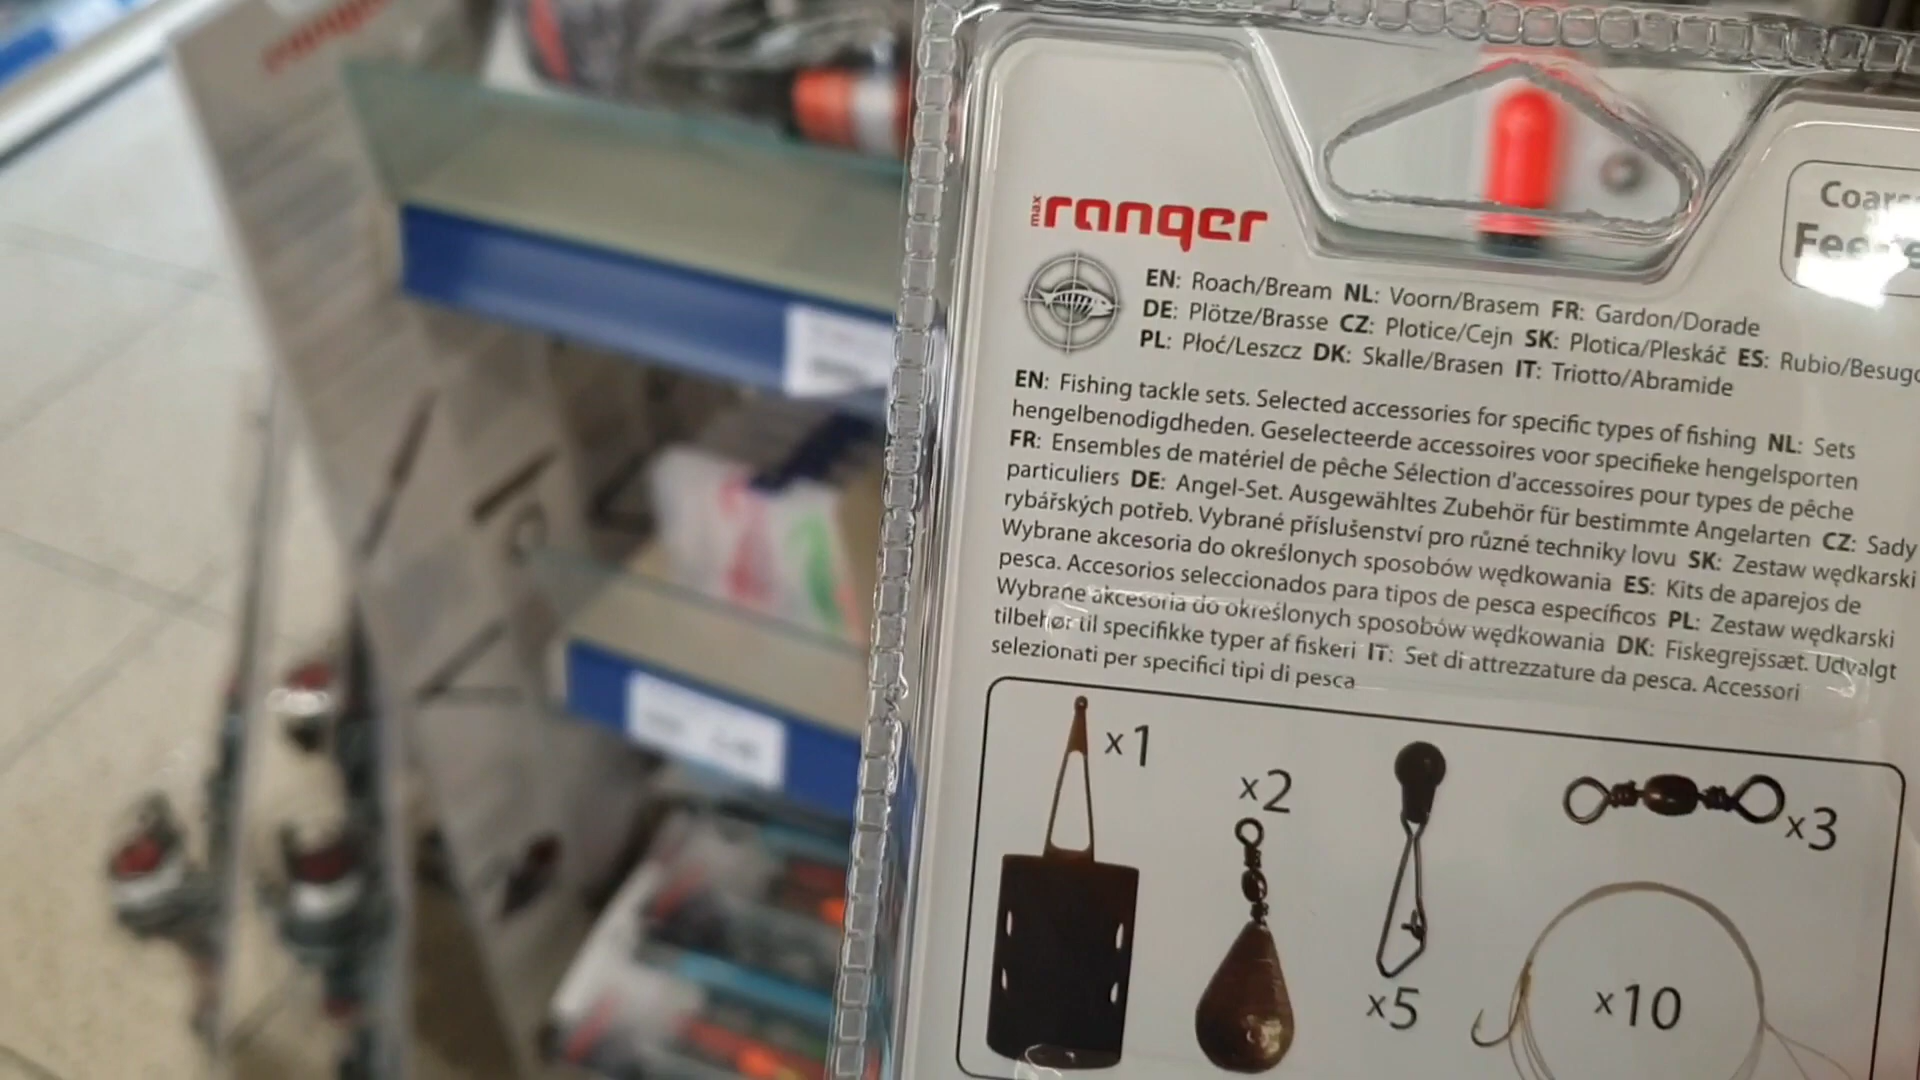 ranger
max
ranger
Coar
Fee
EN: Roach/Bream NL: Voorn/Brasem FR: Gardon/Dorade
DE: Plötze/Brasse CZ: Plotice/Cejn SK: Plotica/Pleskáč ES: Rubio/Besugo
PL: Płoć/Leszcz DK: Skalle/Brasen IT: Triotto/Abramide
EN: Fishing tackle sets. Selected accessories for specific types of fishing NL: Sets
hengelbenodigdheden. Geselecteerde accessoires voor specifieke hengelsporten
FR: Ensembles de matériel de pêche Sélection d'accessoires pour types de pêche
particuliers DE: Angel-Set. Ausgewähltes Zubehör für bestimmte Angelarten CZ: Sady
rybářských potřeb. Vybrané příslušenství pro různé techniky lovu SK: Zestaw wędkarski
Wybrane akcesoria do określonych sposobów wędkowania ES: Kits de aparejos de
pesca. Accesorios seleccionados para tipos de pesca específicos PL: Zestaw wędkarski
Wybrane akcesoria do określonych sposobów wędkowania DK: Fiskegrejssæt. Udvalgt
tilbehør til specifikke typer af fiskeri IT: Set di attrezzature da pesca. Accessori
selezionati per specifici tipi di pesca
x1
x2
x3
x5
x10